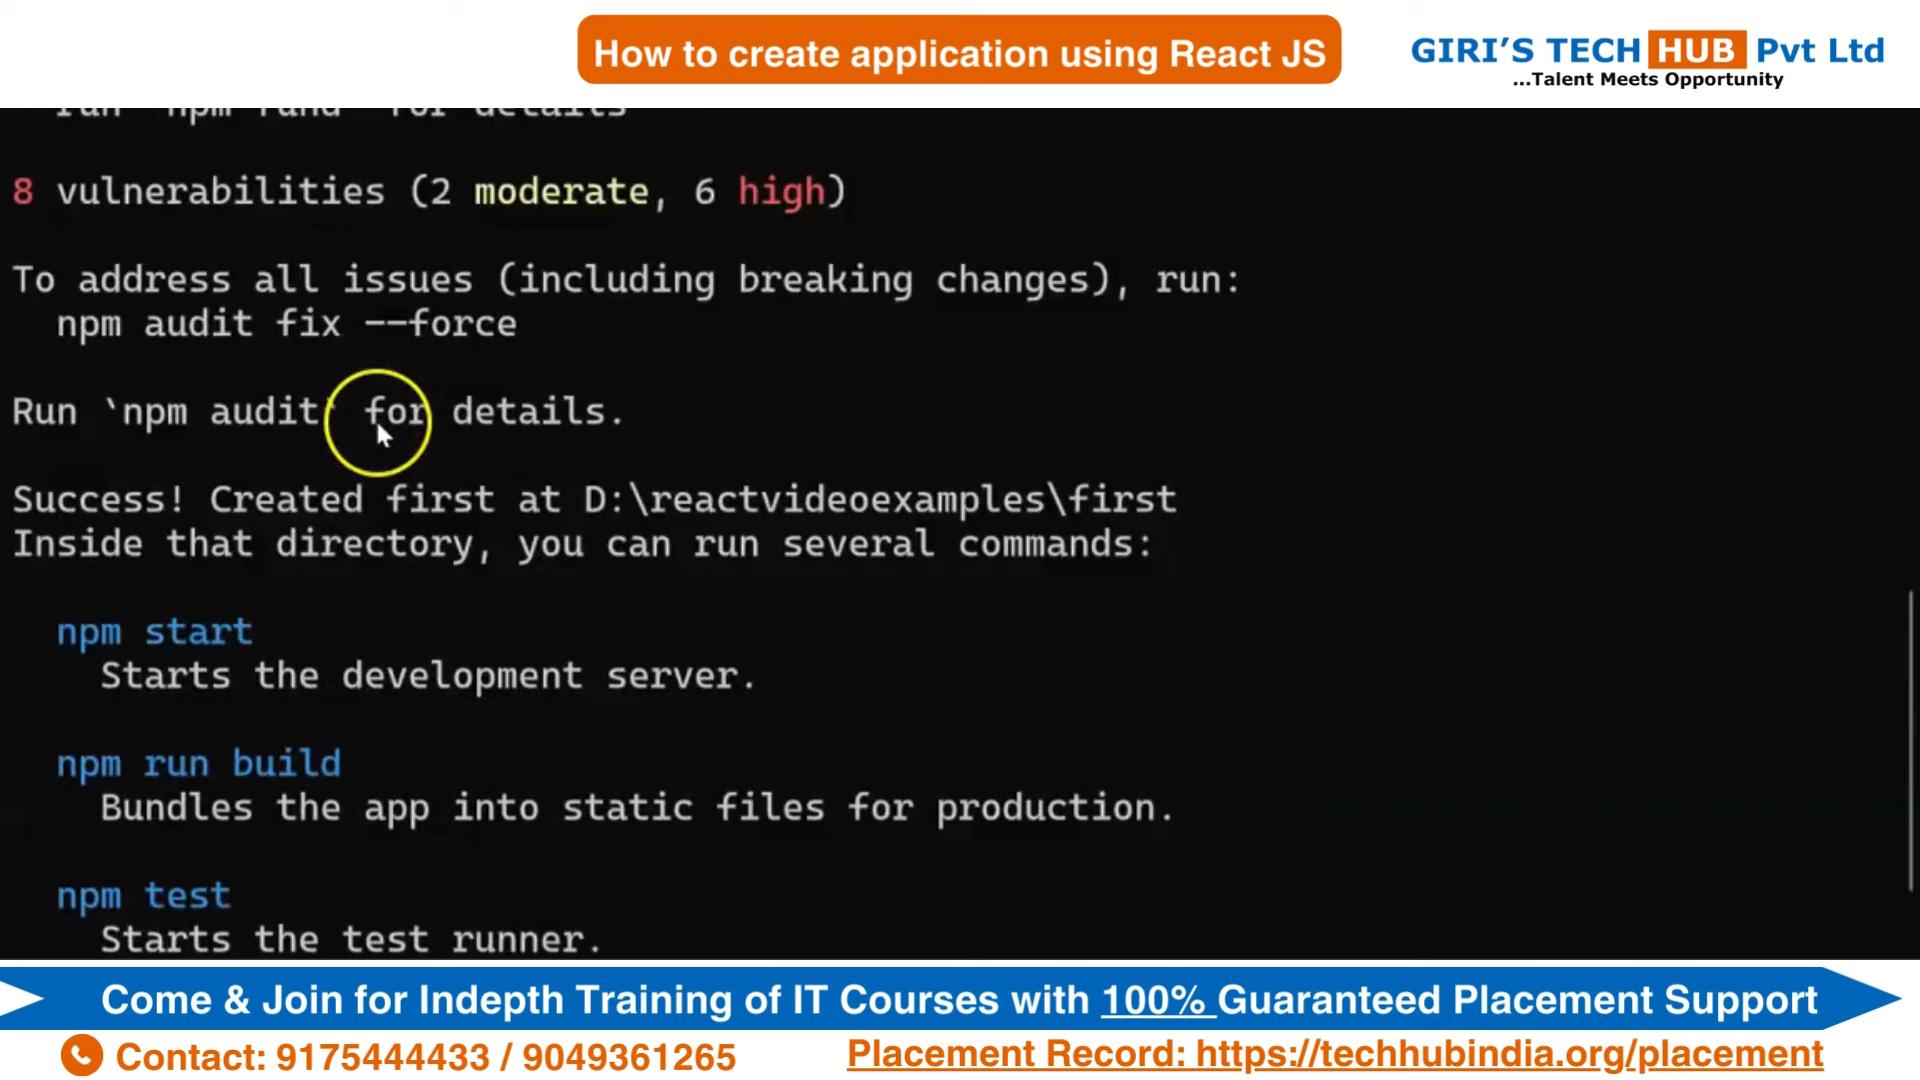 How to create application using React JS
GIRI'S TECH HUB Pvt Ltd
...Talent Meets Opportunity
run `npm fund` for details
8 vulnerabilities (2 moderate, 6 high)
To address all issues (including breaking changes), run:
npm audit fix --force
Run `npm audit` for details.
Success! Created first at D:\reactvideoexamples\first
Inside that directory, you can run several commands:
npm start
Starts the development server.
npm run build
Bundles the app into static files for production.
npm test
Starts the test runner.
Come & Join for Indepth Training of IT Courses with 100% Guaranteed Placement Support
Contact: 9175444433 / 9049361265
Placement Record: https://techhubindia.org/placement